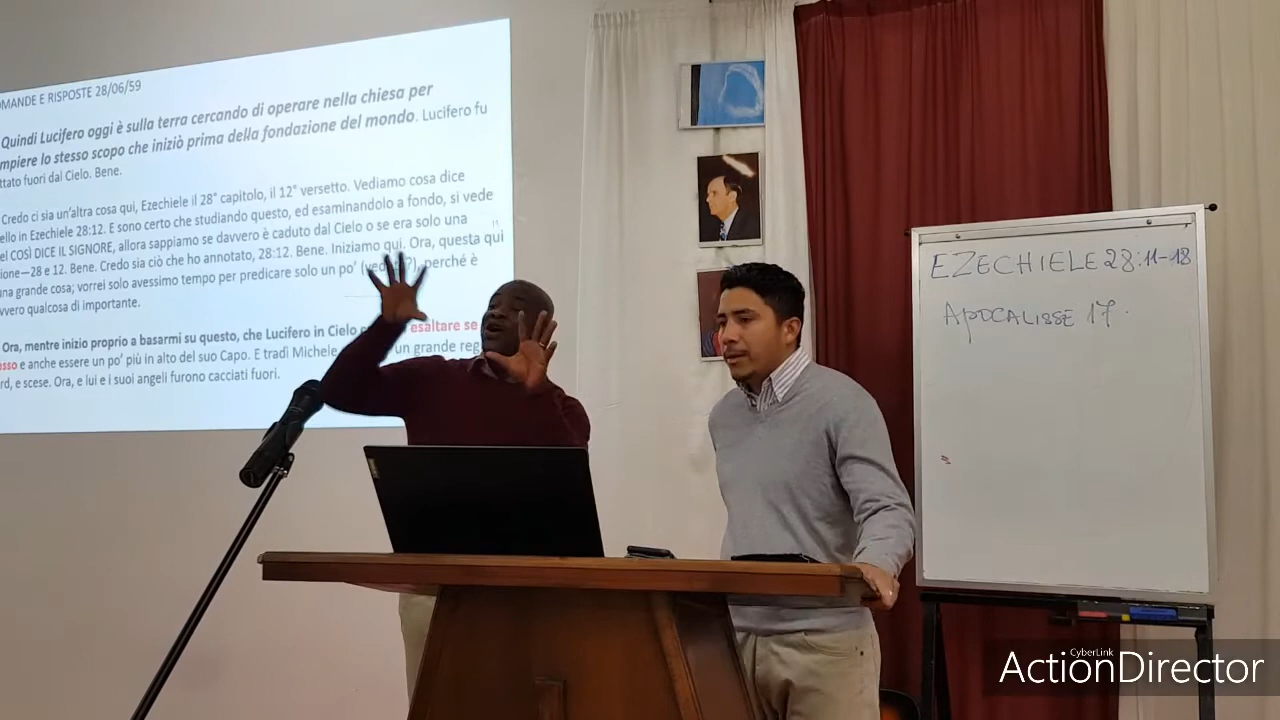 MANDE E RISPOSTE 28/06/59
Quindi Lucifero oggi è sulla terra cercando di operare nella chiesa per
mpiere lo stesso scopo che iniziò prima della fondazione del mondo. Lucifero fu
ttato fuori dal Cielo. Bene.
Credo ci sia un'altra cosa qui, Ezechiele il 28° capitolo, il 12° versetto. Vediamo cosa dice
ello in Ezechiele 28:12. E sono certo che studiando questo, ed esaminandolo a fondo, si vede
el COSÌ DICE IL SIGNORE, allora sappiamo se davvero è caduto dal Cielo o se era solo una
ione—28 e 12. Bene. Credo sia ciò che ho annotato, 28:12. Bene. Iniziamo qui. Ora, questa qui
una grande cosa; vorrei solo avessimo tempo per predicare solo un po' perché è
vvero qualcosa di importante.
Ora, mentre inizio proprio a basarmi su questo, che Lucifero in Cielo esaltare se
sso e anche essere un po' più in alto del suo Capo. E tradì Michele un grande reg
rd, e scese. Ora, e lui e i suoi angeli furono cacciati fuori.
EZECHIELE 28:11-18
APOCALISSE 17.
CyberLink
ActionDirector